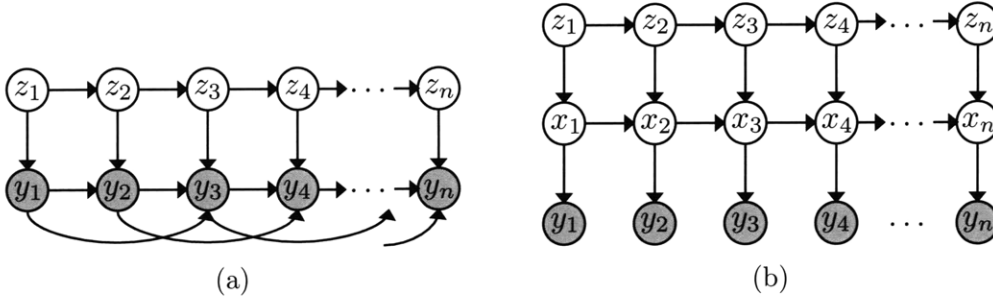 z₁ z₂ z₃ z₄ ... zₙ
y₁ y₂ y₃ y₄ ... yₙ
(a)
z₁ z₂ z₃ z₄ ... zₙ
x₁ x₂ x₃ x₄ ... xₙ
y₁ y₂ y₃ y₄ ... yₙ
(b)